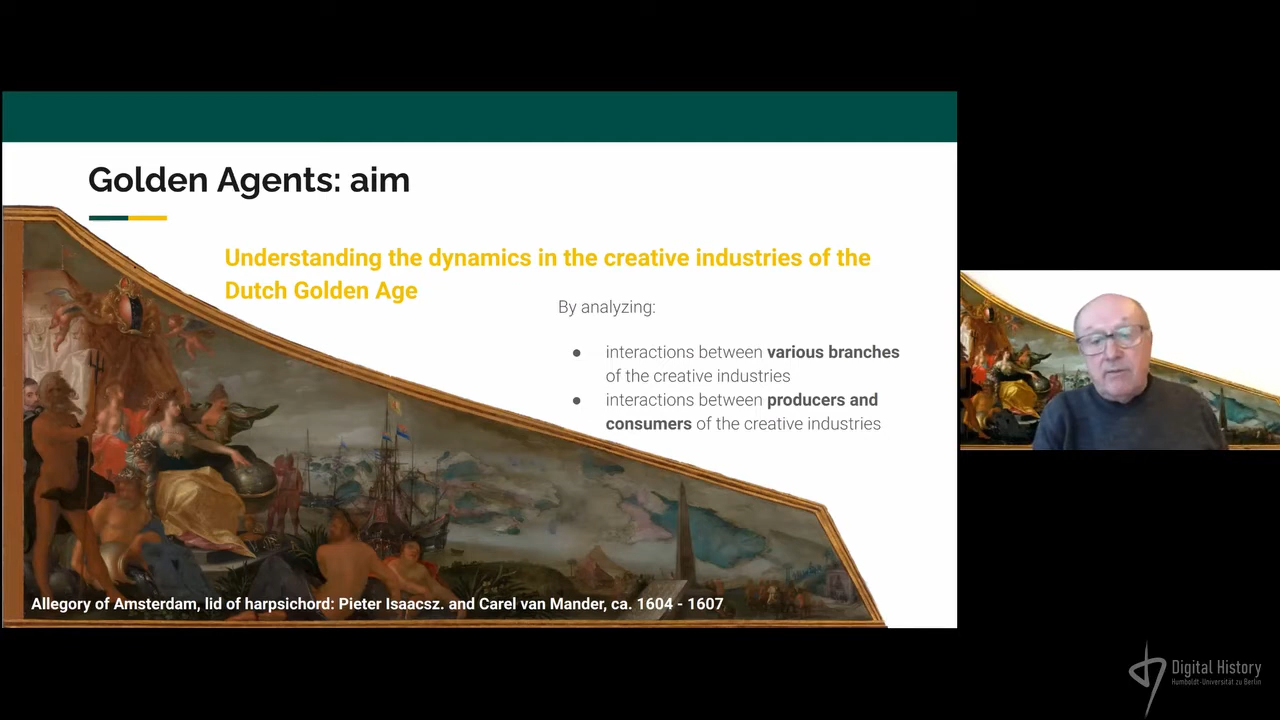 Golden Agents: aim
Understanding the dynamics in the creative industries of the
Dutch Golden Age
By analyzing:
● interactions between various branches
of the creative industries
● interactions between producers and
consumers of the creative industries
Allegory of Amsterdam, lid of harpsichord: Pieter Isaacsz. and Carel van Mander, ca. 1604 - 1607
Digital History
Humboldt-Universität zu Berlin